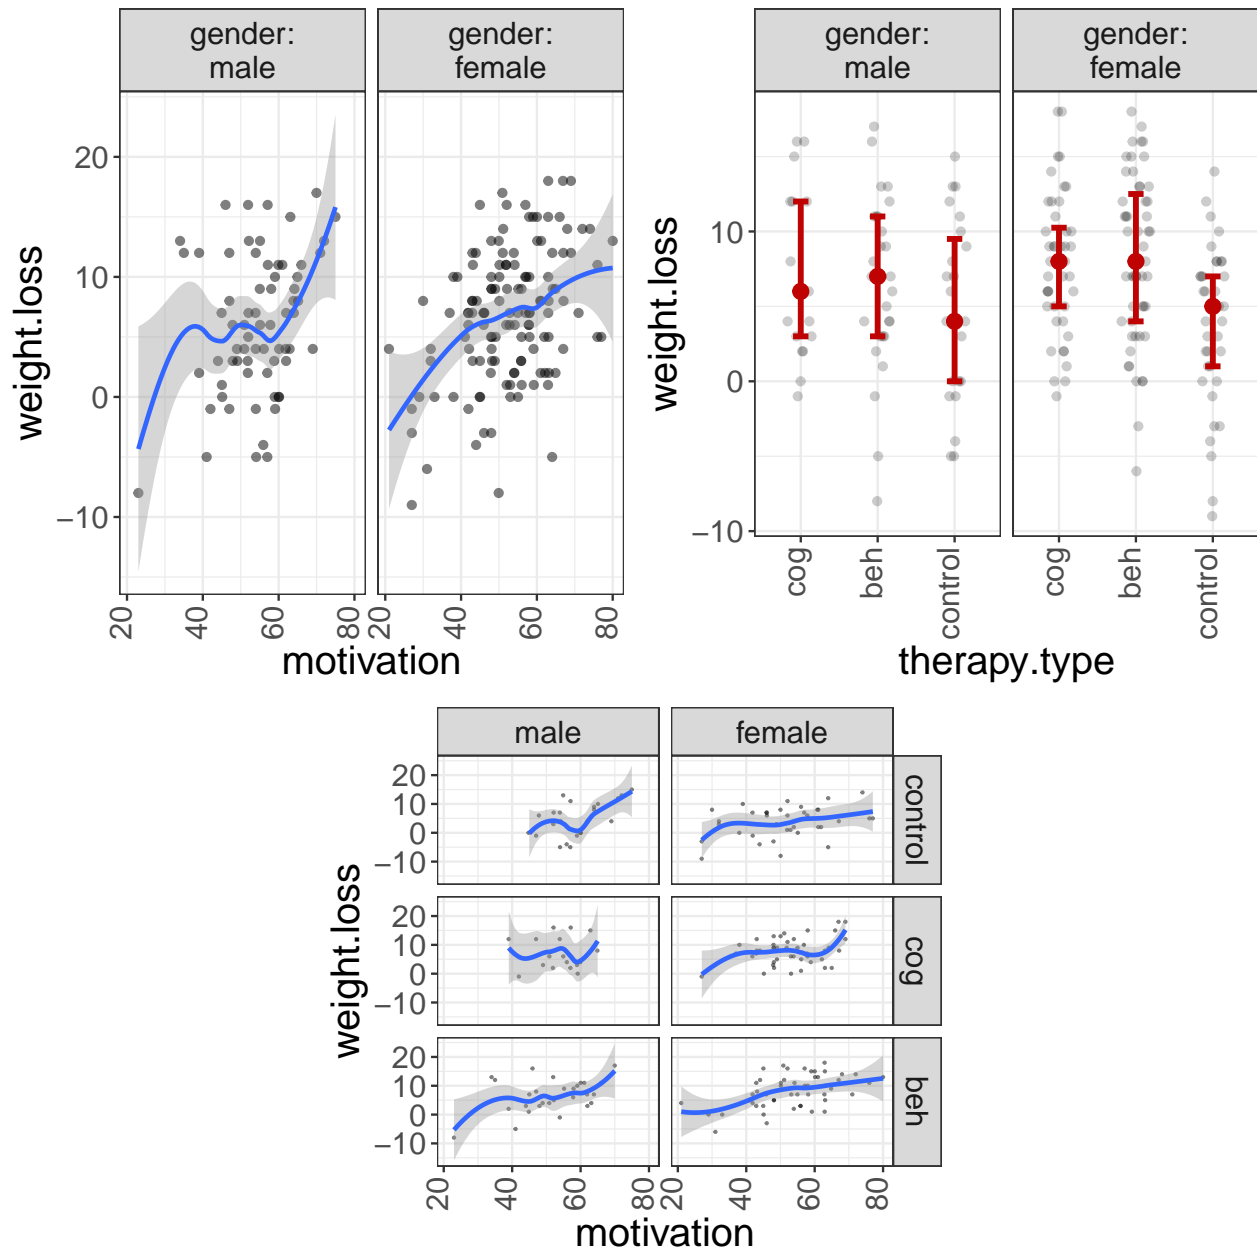 gender:
male
gender:
female
weight.loss
20
10
0
−10
20
40
60
80
20
40
60
80
motivation
gender:
male
gender:
female
weight.loss
10
0
−10
cog
beh
control
cog
beh
control
therapy.type
male
female
weight.loss
20
10
0
−10
control
20
10
0
−10
cog
20
10
0
−10
beh
20
40
60
80
20
40
60
80
motivation